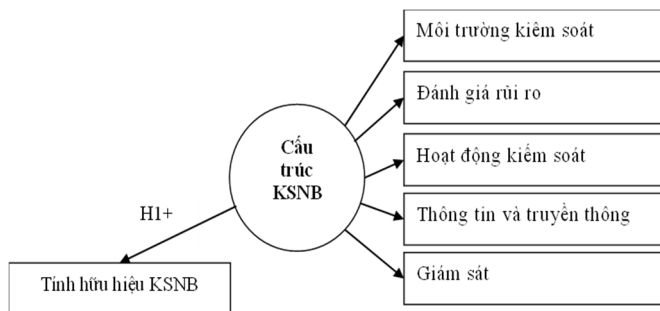 Môi trường kiêm soát
Đánh giá rủi ro
Cấu
trúc
KSNB
Hoạt động kiểm soát
H1+
Thông tin và truyền thông
Tính hữu hiệu KSNB
Giám sát